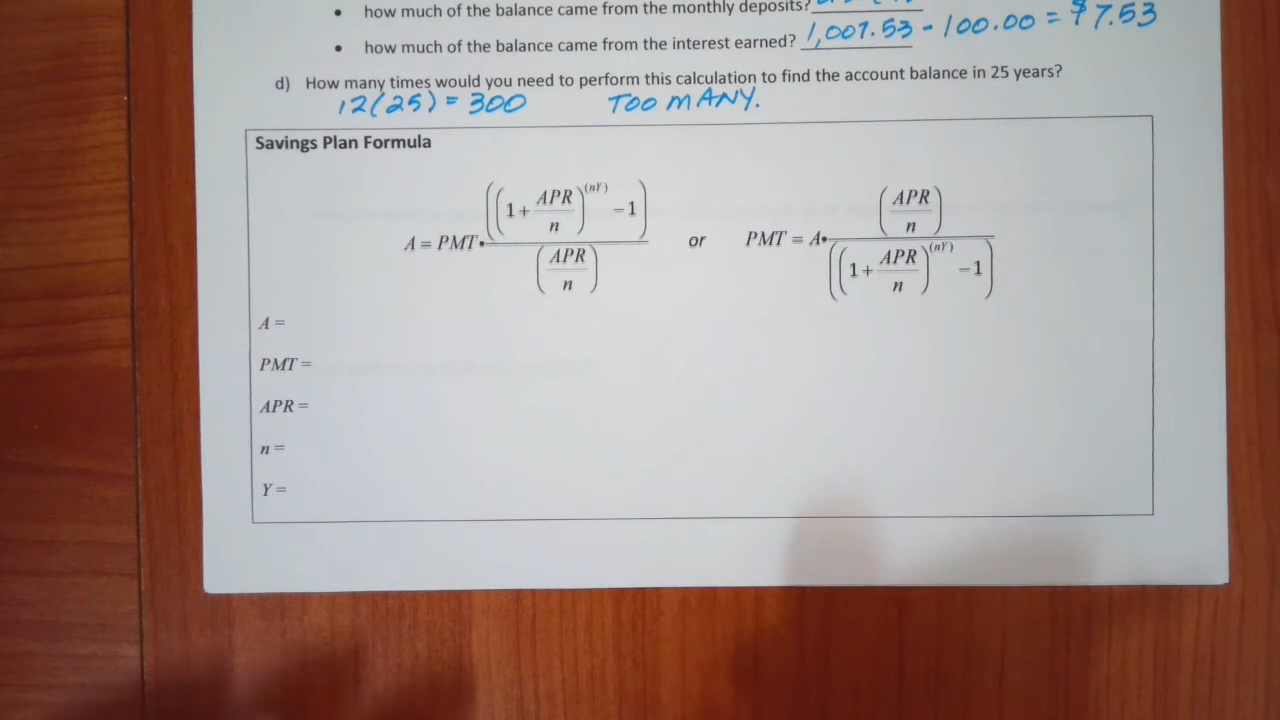 • how much of the balance came from the monthly deposits?
• how much of the balance came from the interest earned? 1,007.53 - 100.00 = $7.53
d) How many times would you need to perform this calculation to find the account balance in 25 years?
12(25) = 300 TOO MANY.
Savings Plan Formula
A = PMT • ((1 + APR/n)^(nY) − 1) / (APR/n) or PMT = A • (APR/n) / ((1 + APR/n)^(nY) − 1)
A =
PMT =
APR =
n =
Y =